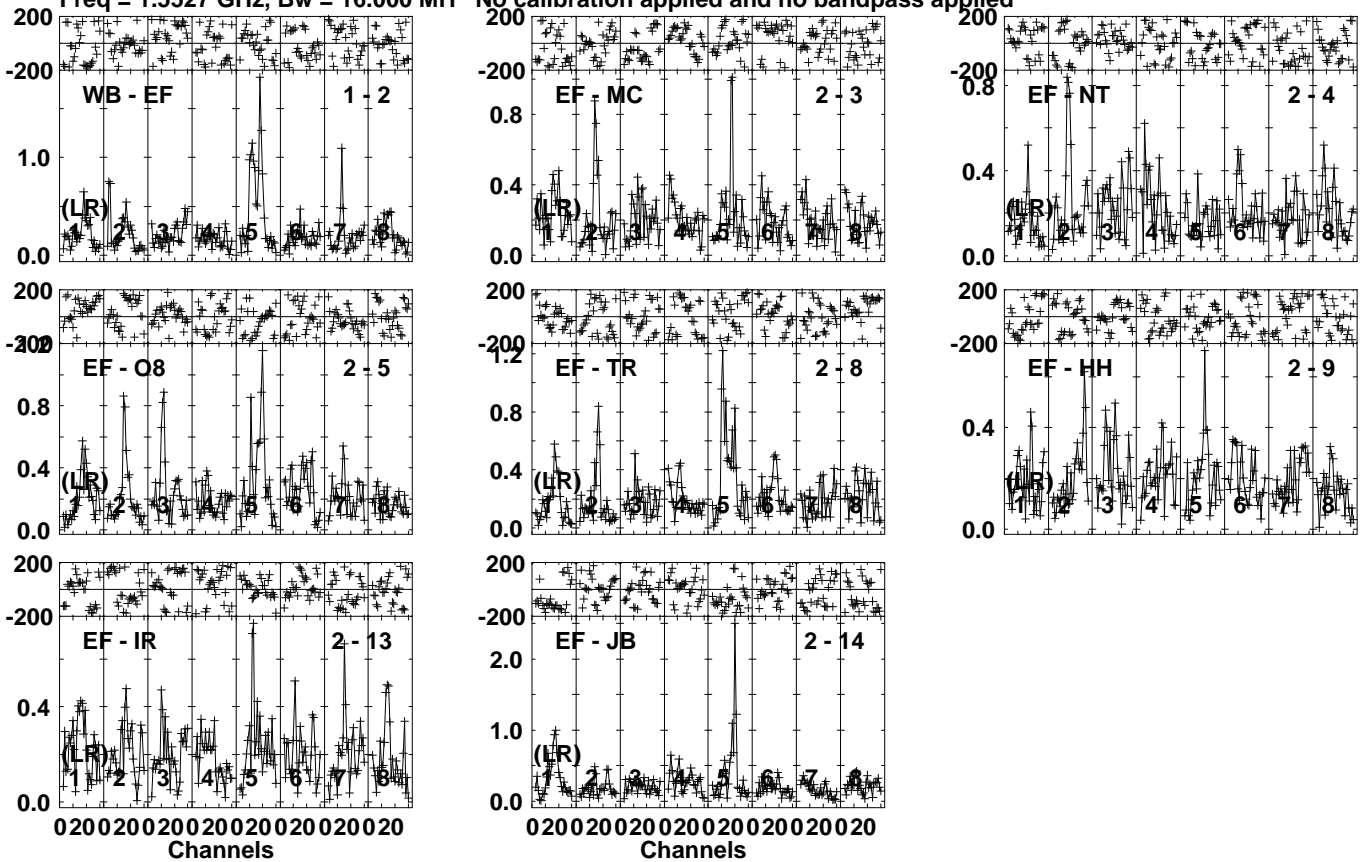 Freq = 1.5527 GHz, Bw = 16.000 MH No calibration applied and no bandpass applied
200
-200
WB - EF 1 - 2
1.0
0.0
(LR)
1 2 3 4 5 6 7 8
200
-200
EF - MC 2 - 3
0.8
0.4
0.0
(LR)
1 2 3 4 5 6 7 8
200
-200
0.8
EF - NT 2 - 4
0.4
0.0
(LR)
1 2 3 4 5 6 7 8
200
-200
1.2
EF - O8 2 - 5
0.8
0.4
0.0
(LR)
1 2 3 4 5 6 7 8
200
-200
1.2
EF - TR 2 - 8
0.8
0.4
0.0
(LR)
1 2 3 4 5 6 7 8
200
-200
EF - HH 2 - 9
0.4
0.0
(LR)
1 2 3 4 5 6 7 8
200
-200
EF - IR 2 - 13
0.4
0.0
(LR)
1 2 3 4 5 6 7 8
0 20 0 20 0 20 0 20 0 20 0 20 0 20 0 20
Channels
200
-200
EF - JB 2 - 14
2.0
1.0
0.0
(LR)
1 2 3 4 5 6 7 8
0 20 0 20 0 20 0 20 0 20 0 20 0 20 0 20
Channels